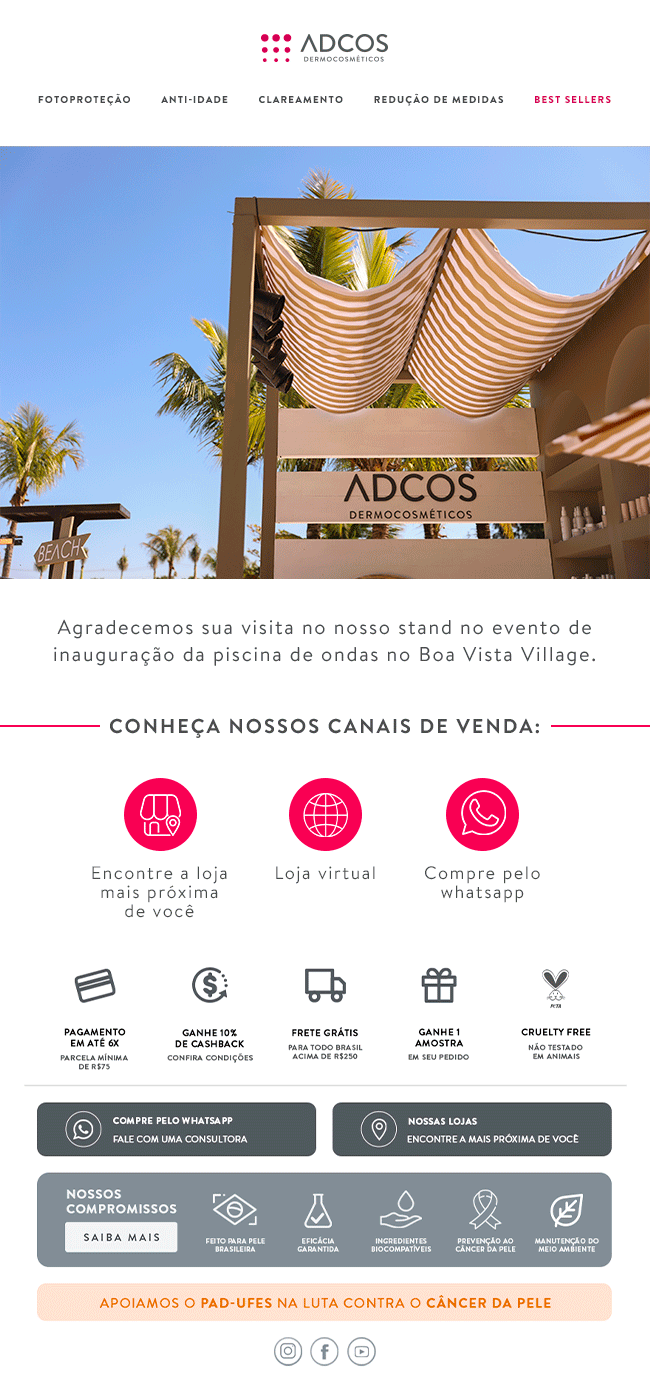 ADCOS
DERMOCOSMÉTICOS
FOTOPROTEÇÃO ANTI-IDADE CLAREAMENTO REDUÇÃO DE MEDIDAS BEST SELLERS
ADCOS
DERMOCOSMÉTICOS
BEACH
Agradecemos sua visita no nosso stand no evento de
inauguração da piscina de ondas no Boa Vista Village.
CONHEÇA NOSSOS CANAIS DE VENDA:
Encontre a loja
mais próxima
de você
Loja virtual
Compre pelo
whatsapp
PAGAMENTO
EM ATÉ 6X
PARCELA MÍNIMA
DE R$75
GANHE 10%
DE CASHBACK
CONFIRA CONDIÇÕES
FRETE GRÁTIS
PARA TODO BRASIL
ACIMA DE R$250
GANHE 1
AMOSTRA
EM SEU PEDIDO
PETA
CRUELTY FREE
NÃO TESTADO
EM ANIMAIS
COMPRE PELO WHATSAPP
FALE COM UMA CONSULTORA
NOSSAS LOJAS
ENCONTRE A MAIS PRÓXIMA DE VOCÊ
NOSSOS
COMPROMISSOS
SAIBA MAIS
FEITO PARA PELE
BRASILEIRA
EFICÁCIA
GARANTIDA
INGREDIENTES
BIOCOMPATÍVEIS
PREVENÇÃO AO
CÂNCER DA PELE
MANUTENÇÃO DO
MEIO AMBIENTE
APOIAMOS O PAD-UFES NA LUTA CONTRA O CÂNCER DA PELE